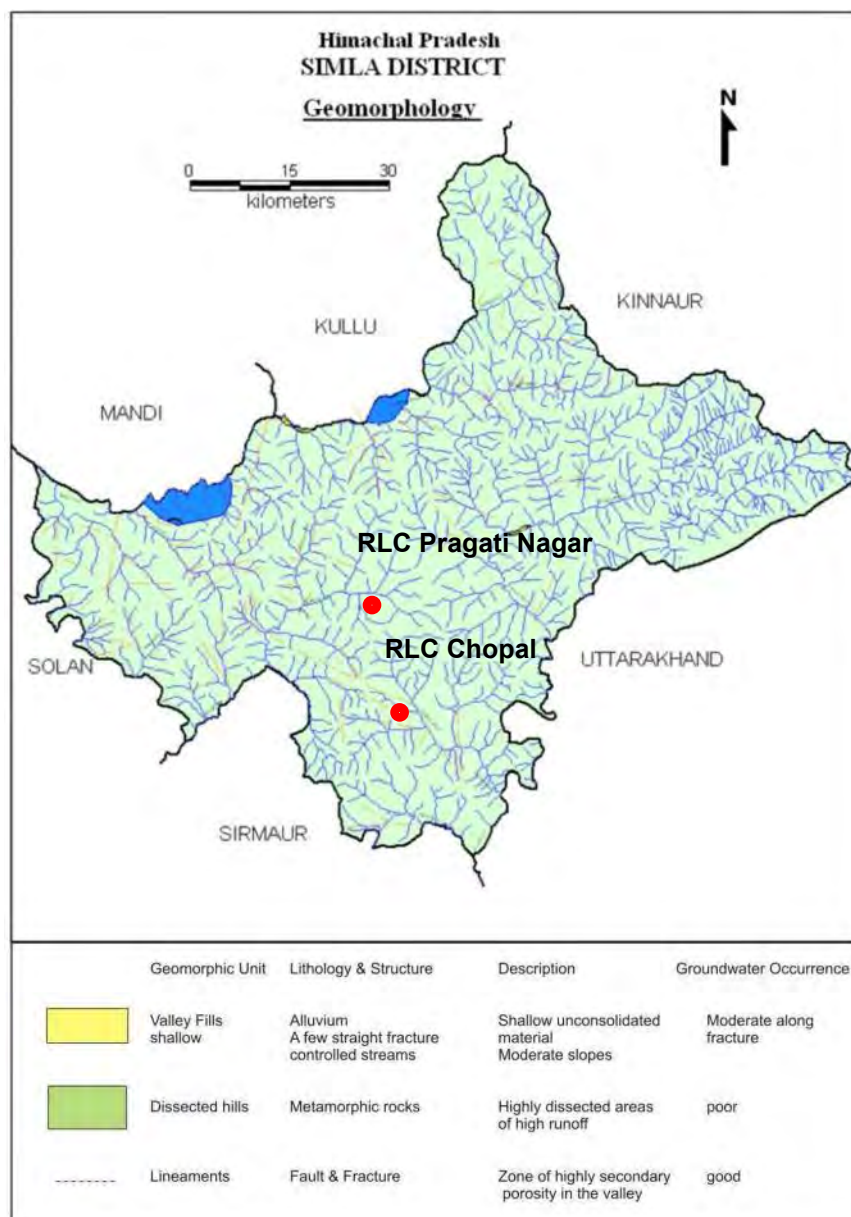 Himachal Pradesh
SIMLA DISTRICT
Geomorphology
N
0 15 30
kilometers
KINNAUR
KULLU
MANDI
RLC Pragati Nagar
RLC Chopal
SOLAN
UTTARAKHAND
SIRMAUR
Geomorphic Unit Lithology & Structure Description Groundwater Occurrence
Valley Fills Alluvium Shallow unconsolidated Moderate along
shallow A few straight fracture material fracture
controlled streams Moderate slopes
Dissected hills Metamorphic rocks Highly dissected areas poor
of high runoff
Lineaments Fault & Fracture Zone of highly secondary good
porosity in the valley